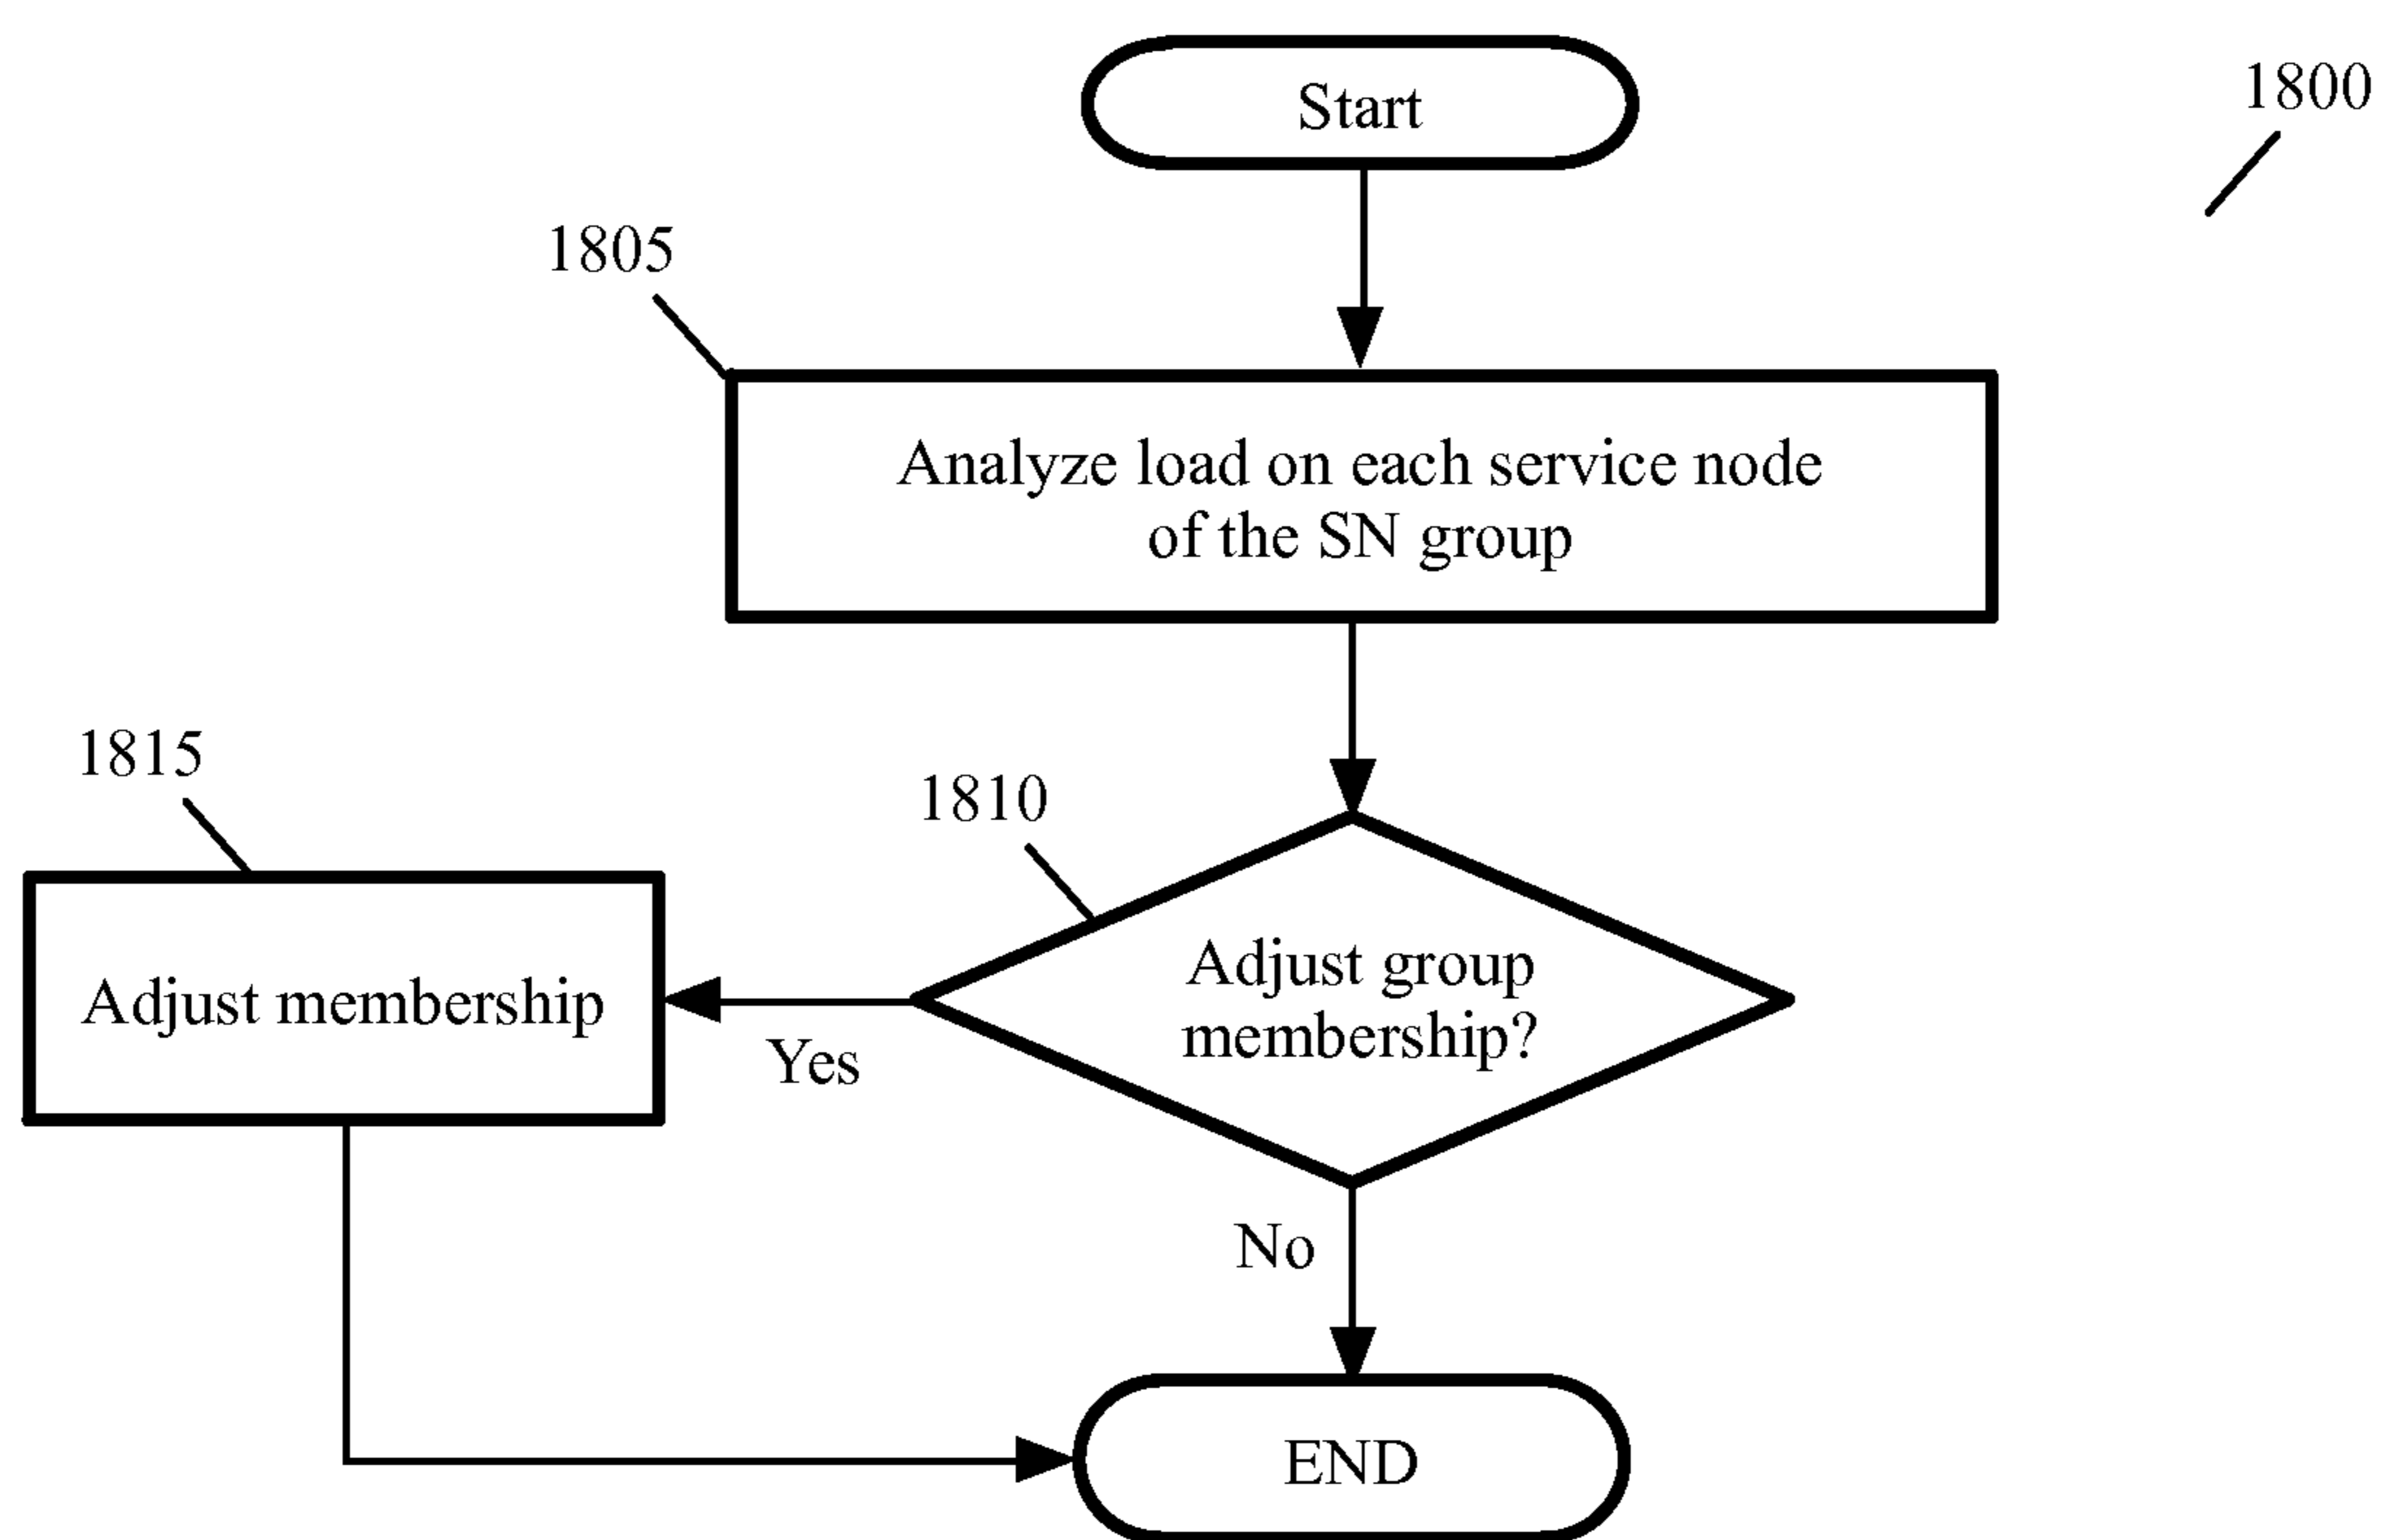 Start
1800
1805
Analyze load on each service node
of the SN group
1815
1810
Adjust group
membership?
Adjust membership
Yes
No
END